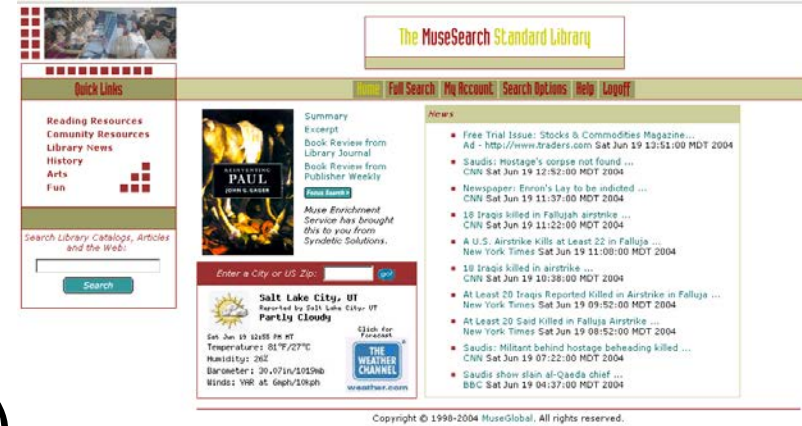 The MuseSearch Standard Library
Home Full Search My Account Search Options Help Logoff
Quick Links
Reading Resources
Comunity Resources
Library News
History
Arts
Fun
Search Library Catalogs, Articles
and the Web:
Search
REINVENTING
PAUL
JOHN G. GAGER
Summary
Excerpt
Book Review from
Library Journal
Book Review from
Publisher Weekly
Focus Search >
Muse Enrichment
Service has brought
this to you from
Syndetic Solutions.
Enter a City or US Zip: go!
Salt Lake City, UT
Reported by Salt Lake City, UT
Partly Cloudy
Sat Jun 19 12:55 PM MT
Temperature: 81°F/27°C
Humidity: 26%
Barometer: 30.07in/1019mb
Winds: VAR at 6mph/10kph
Click for
Forecast
THE
WEATHER
CHANNEL
weather.com
News
Free Trial Issue: Stocks & Commodities Magazine...
Ad - http://www.traders.com Sat Jun 19 13:51:00 MDT 2004
Saudis: Hostage's corpse not found ...
CNN Sat Jun 19 12:52:00 MDT 2004
Newspaper: Enron's Lay to be indicted ...
CNN Sat Jun 19 11:37:00 MDT 2004
18 Iraqis killed in Fallujah airstrike ...
CNN Sat Jun 19 11:22:00 MDT 2004
A U.S. Airstrike Kills at Least 22 in Falluja ...
New York Times Sat Jun 19 11:08:00 MDT 2004
18 Iraqis killed in airstrike ...
CNN Sat Jun 19 10:38:00 MDT 2004
At Least 20 Iraqis Reported Killed in Airstrike in Falluja ...
New York Times Sat Jun 19 09:52:00 MDT 2004
At Least 20 Said Killed in Falluja Airstrike ...
New York Times Sat Jun 19 08:52:00 MDT 2004
Saudis: Militant behind hostage beheading killed ...
CNN Sat Jun 19 07:22:00 MDT 2004
Saudis show slain al-Qaeda chief ...
BBC Sat Jun 19 04:37:00 MDT 2004
Copyright © 1998-2004 MuseGlobal. All rights reserved.